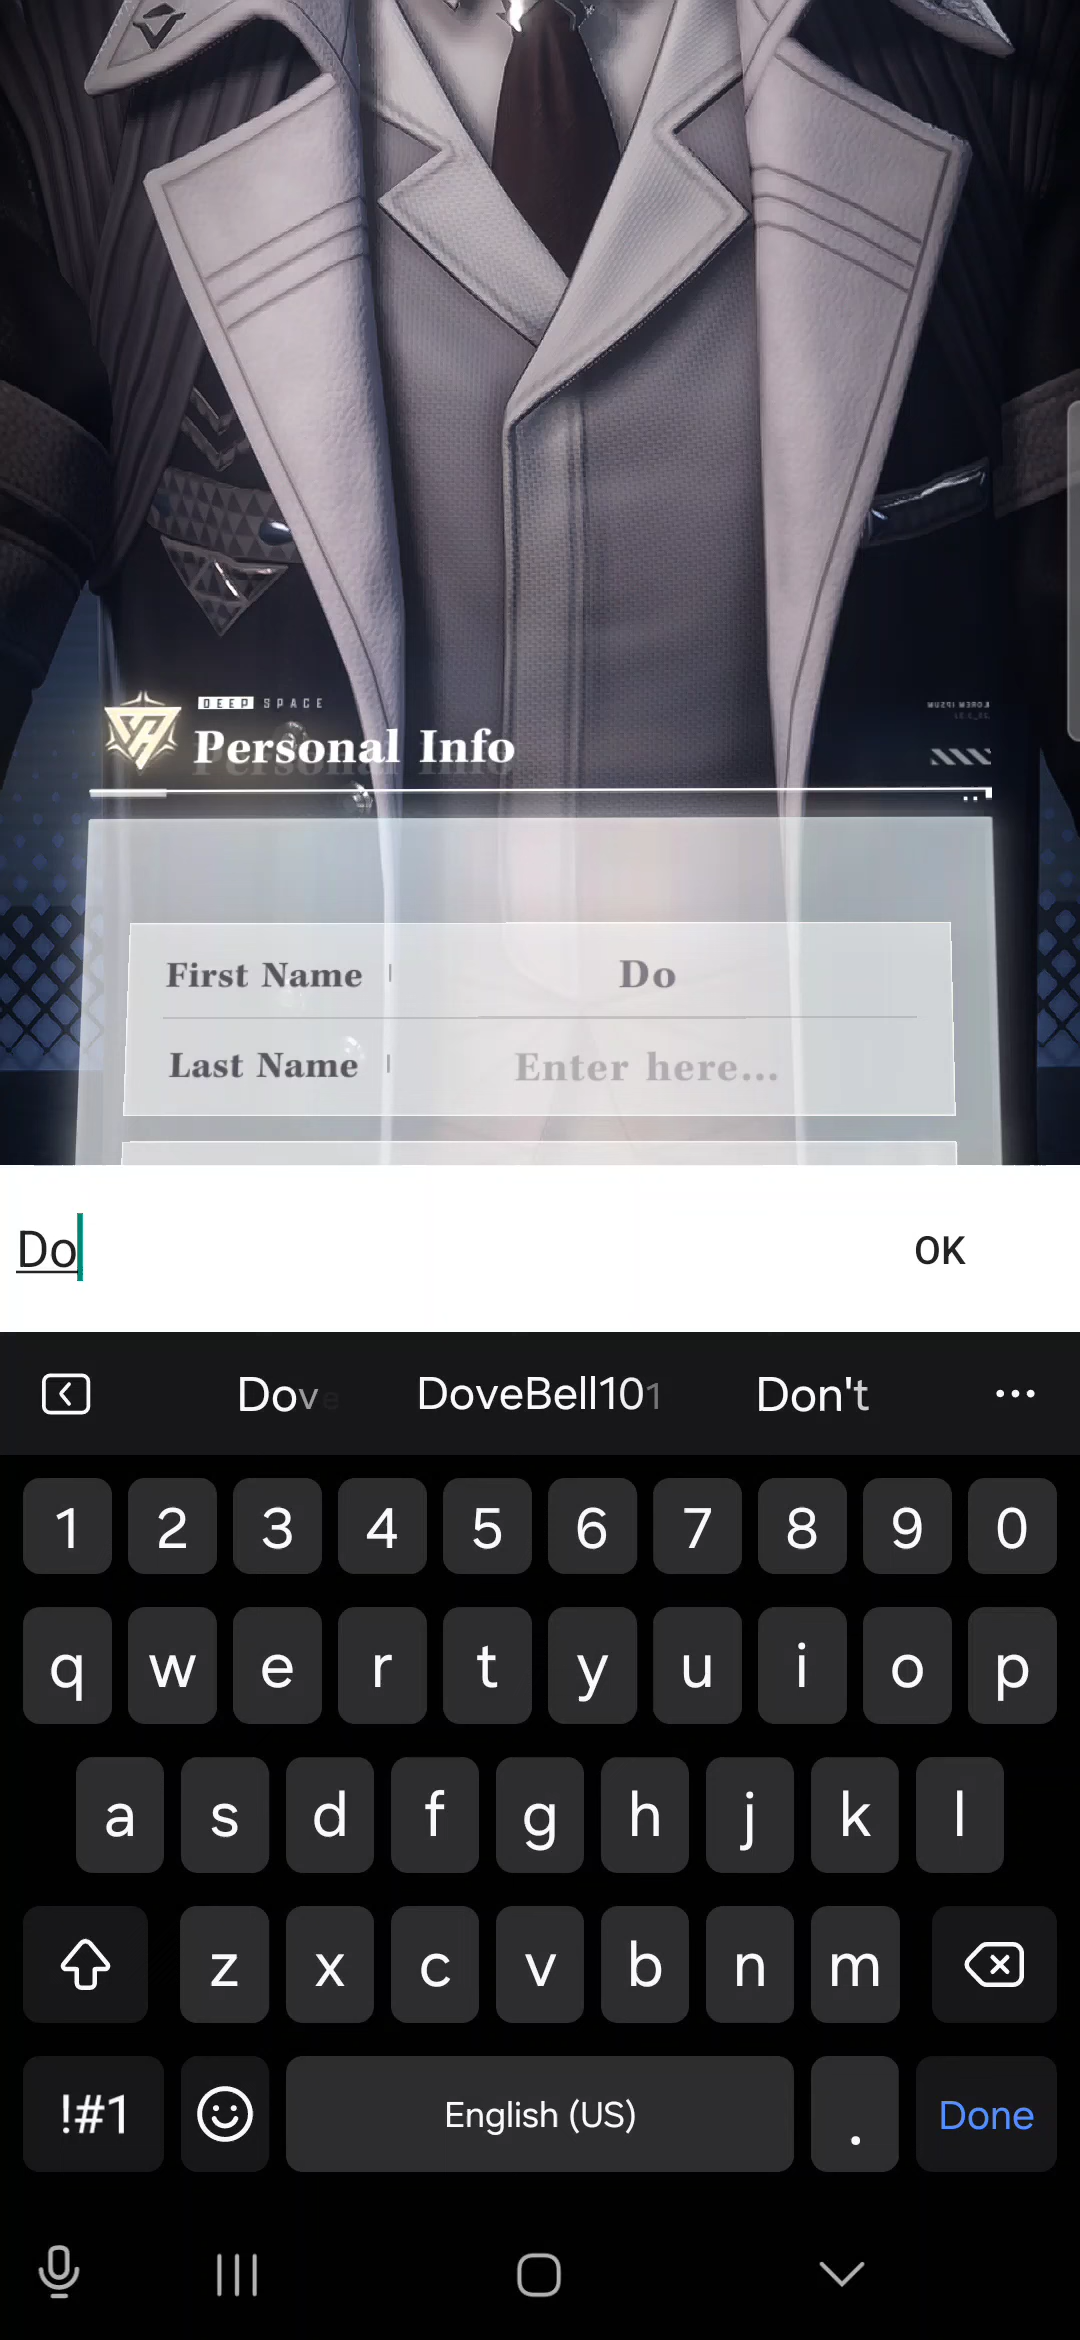 DEEP SPACE
Personal Info
First Name
Do
Last Name
Enter here...
Do
OK
Dove
DoveBell101
Don't
1 2 3 4 5 6 7 8 9 0
q w e r t y u i o p
a s d f g h j k l
z x c v b n m
!#1
English (US)
.
Done